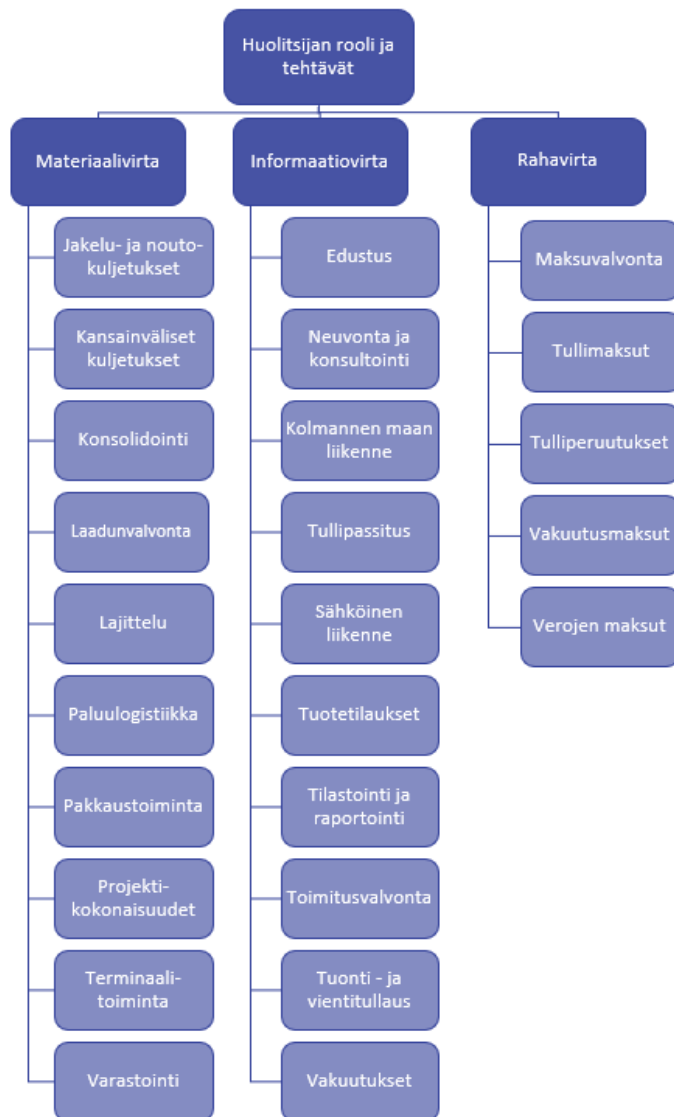 Huolitsijan rooli ja
tehtävät
Materiaalivirta
Jakelu- ja nouto-
kuljetukset
Kansainväliset
kuljetukset
Konsolidointi
Laadunvalvonta
Lajittelu
Paluulogistiikka
Pakkaustoiminta
Projekti-
kokonaisuudet
Terminaali-
toiminta
Varastointi
Informaatiovirta
Edustus
Neuvonta ja
konsultointi
Kolmannen maan
liikenne
Tullipassitus
Sähköinen
liikenne
Tuotetilaukset
Tilastointi ja
raportointi
Toimitusvalvonta
Tuonti - ja
vientitullaus
Vakuutukset
Rahavirta
Maksuvalvonta
Tullimaksut
Tulliperuutukset
Vakuutusmaksut
Verojen maksut